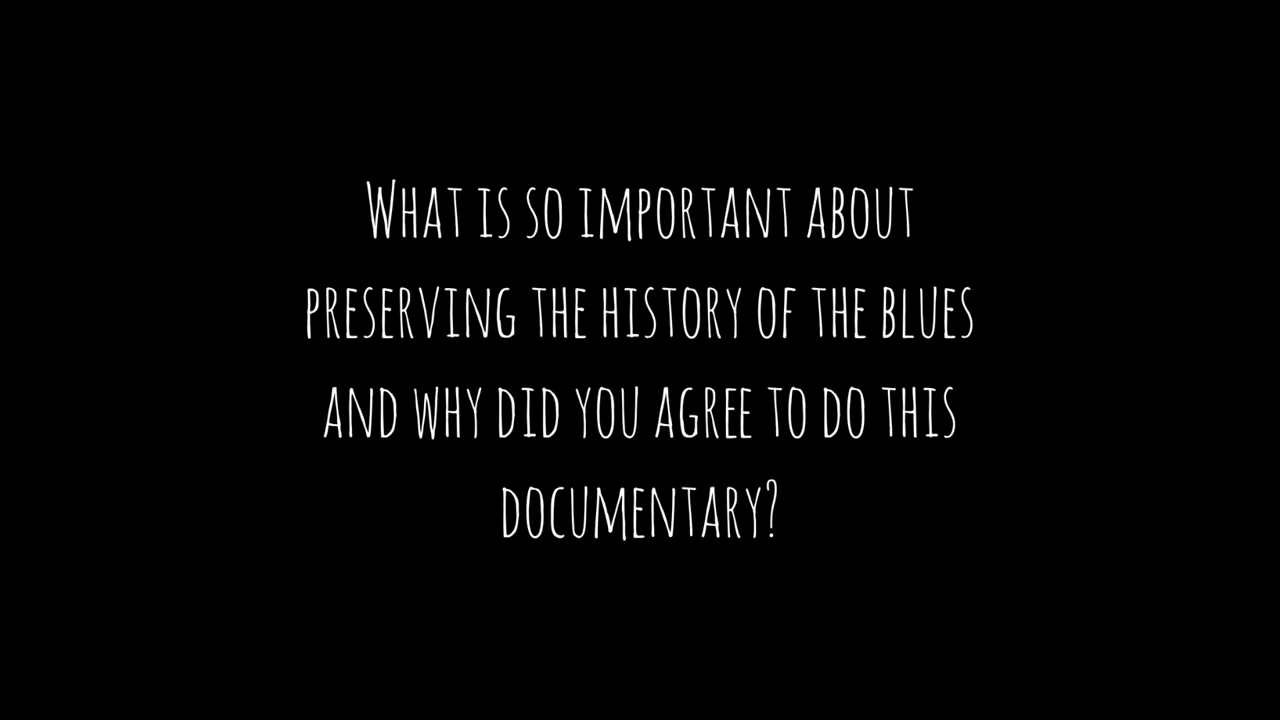 What is so important about
preserving the history of the blues
and why did you agree to do this
documentary?